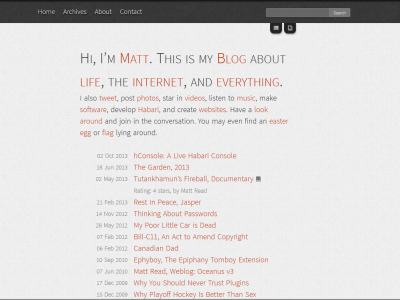 Home Archives About Contact
Search
Hi, I'm Matt. This is my Blog about
life, the internet, and everything.
I also tweet, post photos, star in videos, listen to music, make
software, develop Habari, and create websites. Have a look
around and join in the conversation. You may even find an easter
egg or flag lying around.
02 Oct 2013 hConsole: A Live Habari Console
18 Jun 2013 The Garden, 2013
02 May 2013 Tutankhamun's Fireball, Documentary
Rating: 4 stars, by Matt Read
21 Feb 2013 Rest In Peace, Jasper
14 Nov 2012 Thinking About Passwords
28 May 2012 My Poor Little Car is Dead
07 Feb 2012 Bill-C11, An Act to Amend Copyright
06 Feb 2012 Canadian Dad
02 Sep 2010 Ephyboy, The Epiphany Tomboy Extension
07 Jun 2010 Matt Read, Weblog: Oceanus v3
17 Dec 2009 Why You Should Never Trust Plugins
15 Dec 2009 Why Playoff Hockey Is Better Than Sex